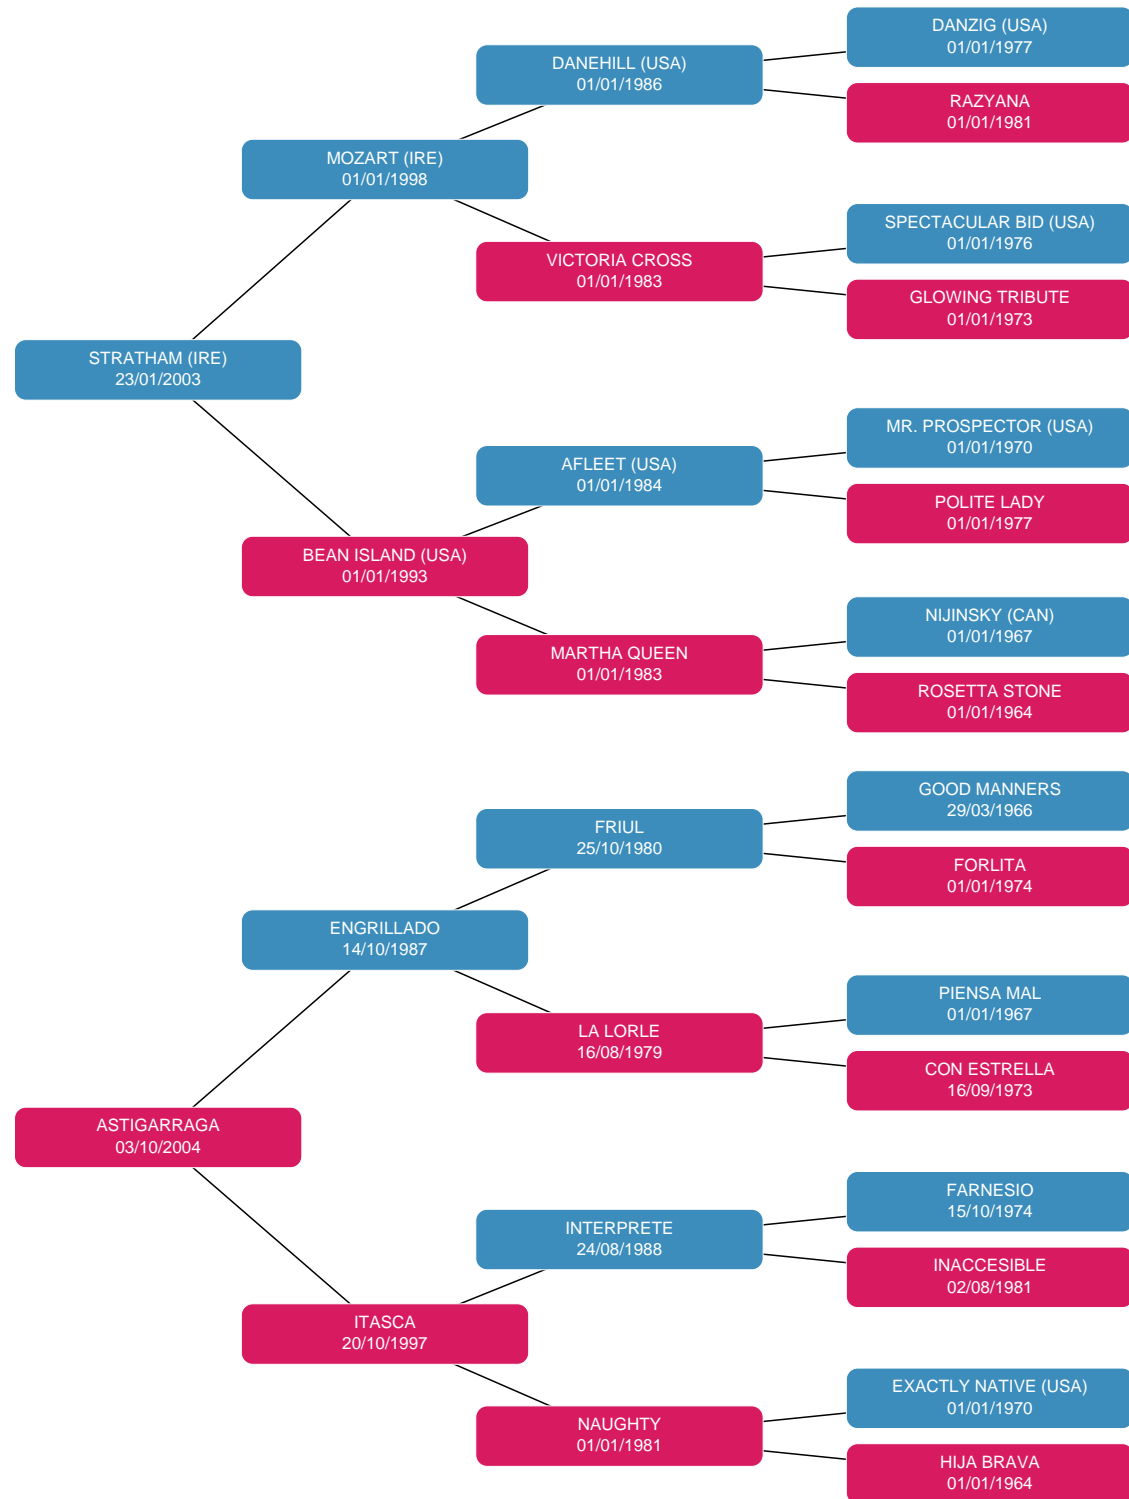 DANZIG (USA)
01/01/1977
DANEHILL (USA)
01/01/1986
RAZYANA
01/01/1981
MOZART (IRE)
01/01/1998
SPECTACULAR BID (USA)
01/01/1976
VICTORIA CROSS
01/01/1983
GLOWING TRIBUTE
01/01/1973
STRATHAM (IRE)
23/01/2003
MR. PROSPECTOR (USA)
01/01/1970
AFLEET (USA)
01/01/1984
POLITE LADY
01/01/1977
BEAN ISLAND (USA)
01/01/1993
NIJINSKY (CAN)
01/01/1967
MARTHA QUEEN
01/01/1983
ROSETTA STONE
01/01/1964
GOOD MANNERS
29/03/1966
FRIUL
25/10/1980
FORLITA
01/01/1974
ENGRILLADO
14/10/1987
PIENSA MAL
01/01/1967
LA LORLE
16/08/1979
CON ESTRELLA
16/09/1973
ASTIGARRAGA
03/10/2004
FARNESIO
15/10/1974
INTERPRETE
24/08/1988
INACCESIBLE
02/08/1981
ITASCA
20/10/1997
EXACTLY NATIVE (USA)
01/01/1970
NAUGHTY
01/01/1981
HIJA BRAVA
01/01/1964